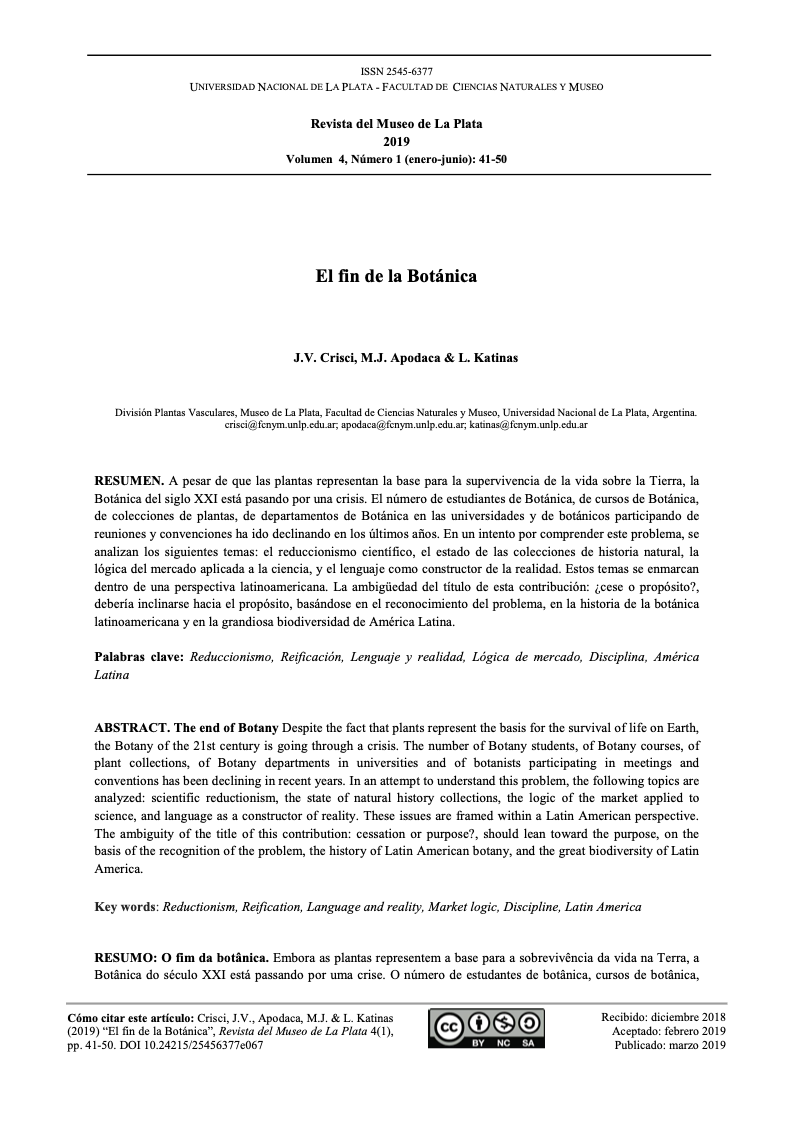 ISSN 2545-6377
UNIVERSIDAD NACIONAL DE LA PLATA - FACULTAD DE CIENCIAS NATURALES Y MUSEO
Revista del Museo de La Plata
2019
Volumen 4, Número 1 (enero-junio): 41-50
El fin de la Botánica
J.V. Crisci, M.J. Apodaca & L. Katinas
División Plantas Vasculares, Museo de La Plata, Facultad de Ciencias Naturales y Museo, Universidad Nacional de La Plata, Argentina.
crisci@fcnym.unlp.edu.ar; apodaca@fcnym.unlp.edu.ar; katinas@fcnym.unlp.edu.ar
RESUMEN. A pesar de que las plantas representan la base para la supervivencia de la vida sobre la Tierra, la
Botánica del siglo XXI está pasando por una crisis. El número de estudiantes de Botánica, de cursos de Botánica,
de colecciones de plantas, de departamentos de Botánica en las universidades y de botánicos participando de
reuniones y convenciones ha ido declinando en los últimos años. En un intento por comprender este problema, se
analizan los siguientes temas: el reduccionismo científico, el estado de las colecciones de historia natural, la
lógica del mercado aplicada a la ciencia, y el lenguaje como constructor de la realidad. Estos temas se enmarcan
dentro de una perspectiva latinoamericana. La ambigüedad del título de esta contribución: ¿cese o propósito?,
debería inclinarse hacia el propósito, basándose en el reconocimiento del problema, en la historia de la botánica
latinoamericana y en la grandiosa biodiversidad de América Latina.
Palabras clave: Reduccionismo, Reificación, Lenguaje y realidad, Lógica de mercado, Disciplina, América
Latina
ABSTRACT. The end of Botany Despite the fact that plants represent the basis for the survival of life on Earth,
the Botany of the 21st century is going through a crisis. The number of Botany students, of Botany courses, of
plant collections, of Botany departments in universities and of botanists participating in meetings and
conventions has been declining in recent years. In an attempt to understand this problem, the following topics are
analyzed: scientific reductionism, the state of natural history collections, the logic of the market applied to
science, and language as a constructor of reality. These issues are framed within a Latin American perspective.
The ambiguity of the title of this contribution: cessation or purpose?, should lean toward the purpose, on the
basis of the recognition of the problem, the history of Latin American botany, and the great biodiversity of Latin
America.
Key words: Reductionism, Reification, Language and reality, Market logic, Discipline, Latin America
RESUMO: O fim da botânica. Embora as plantas representem a base para a sobrevivência da vida na Terra, a
Botânica do século XXI está passando por uma crise. O número de estudantes de botânica, cursos de botânica,
Cómo citar este artículo: Crisci, J.V., Apodaca, M.J. & L. Katinas
(2019) “El fin de la Botánica”, Revista del Museo de La Plata 4(1),
pp. 41-50. DOI 10.24215/25456377e067
cc BY NC SA
Recibido: diciembre 2018
Aceptado: febrero 2019
Publicado: marzo 2019